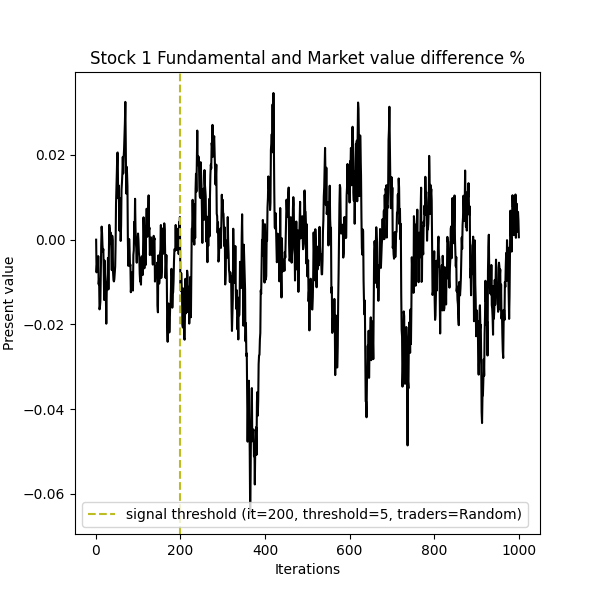 Stock 1 Fundamental and Market value difference %
Present value
0.02
0.00
−0.02
−0.04
−0.06
signal threshold (it=200, threshold=5, traders=Random)
0 200 400 600 800 1000
Iterations